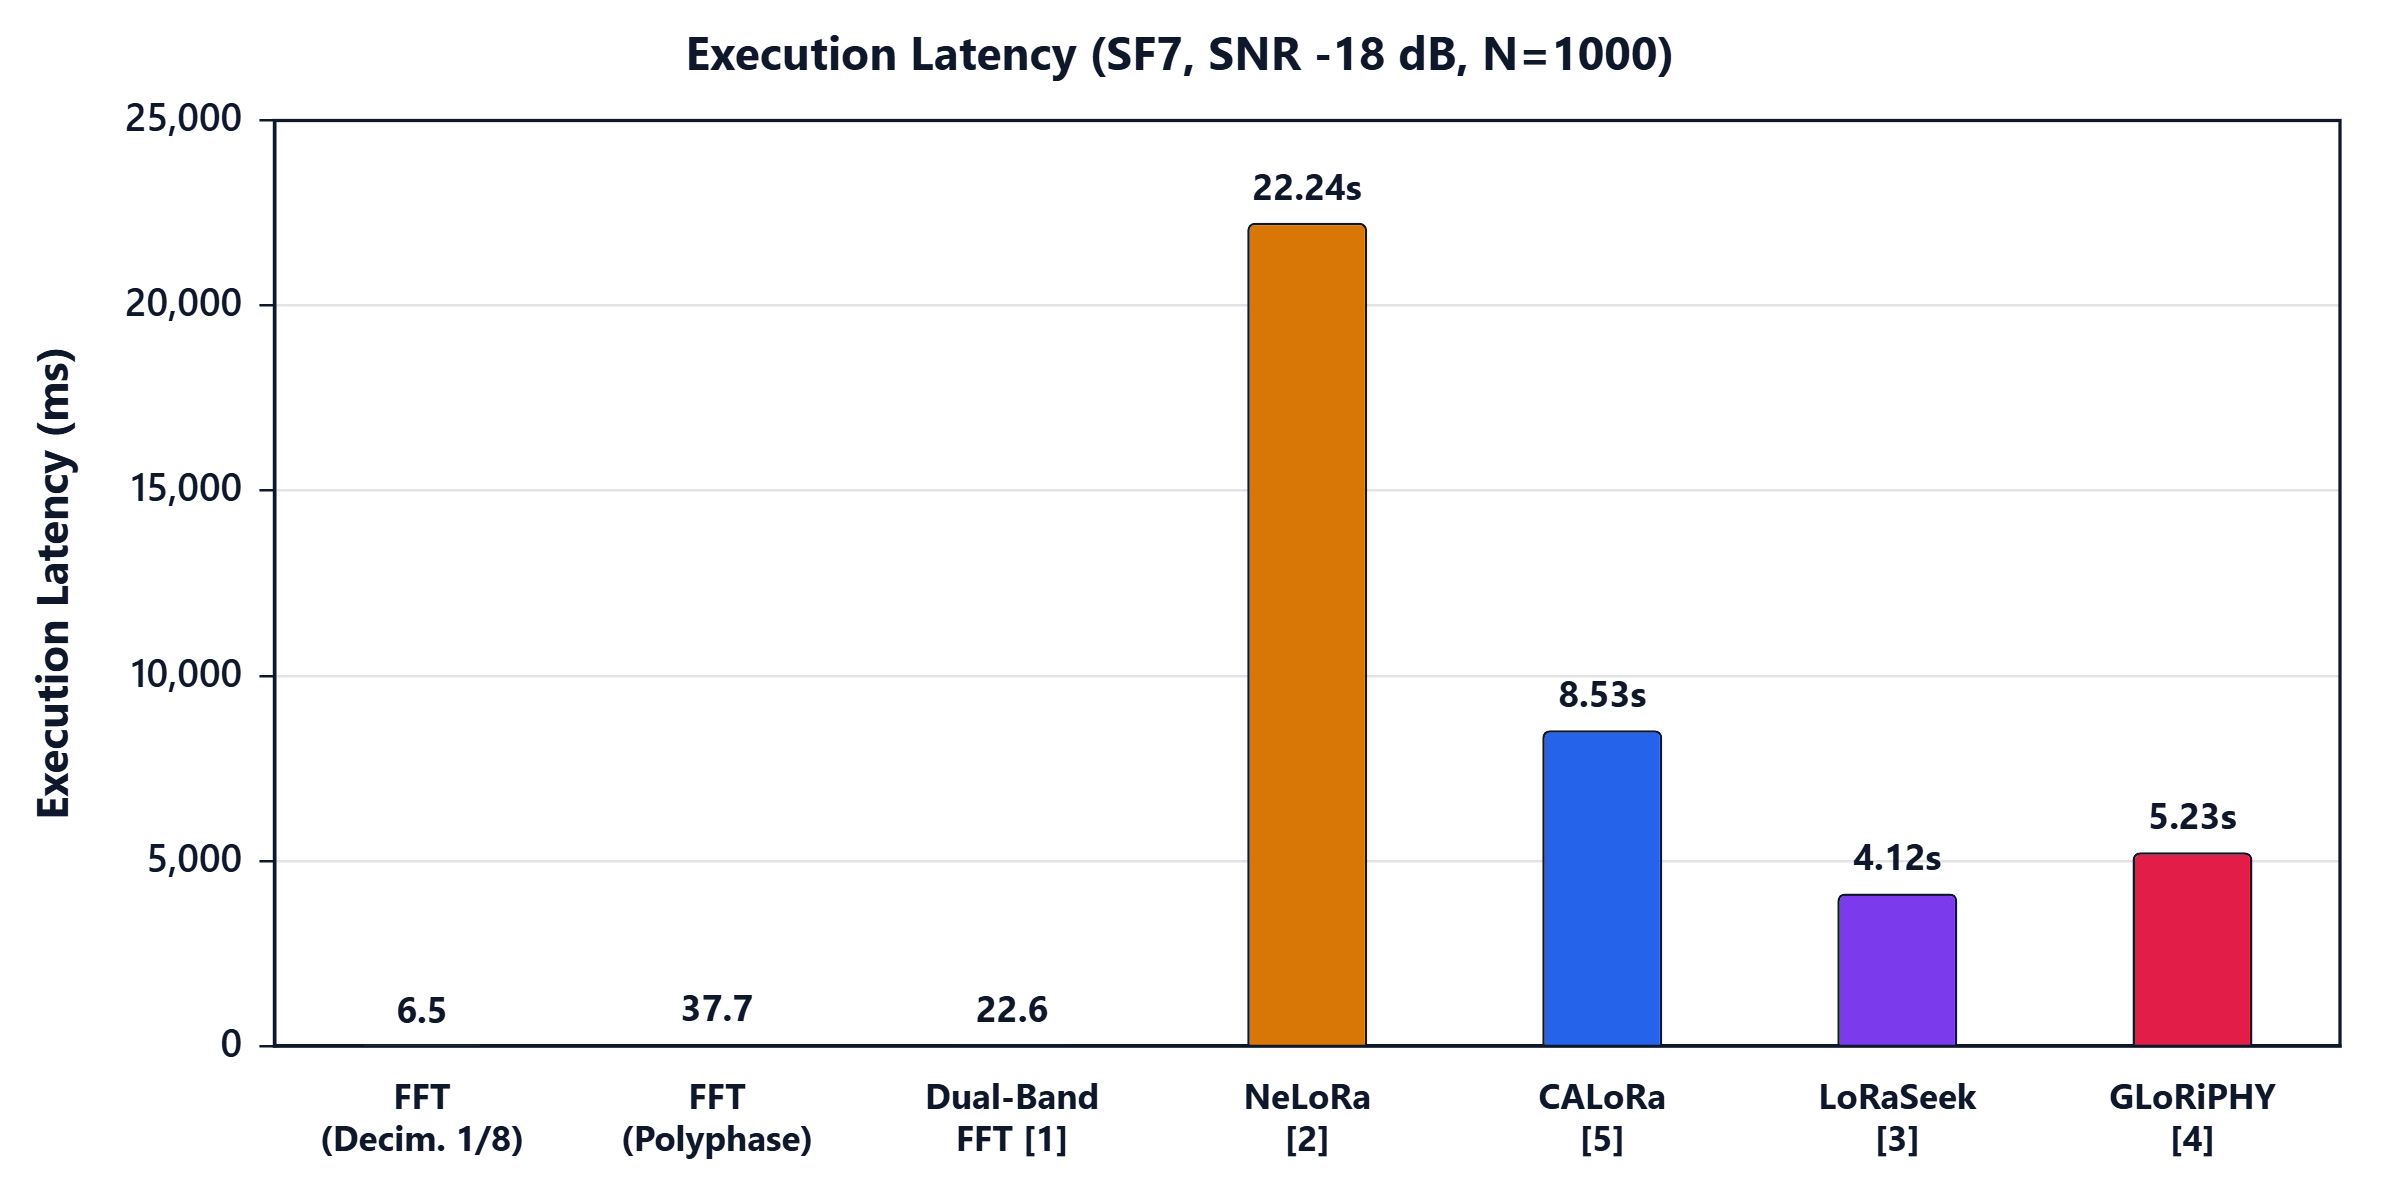 Execution Latency (SF7, SNR -18 dB, N=1000)
Execution Latency (ms)
25,000
20,000
15,000
10,000
5,000
0
6.5
37.7
22.6
22.24s
8.53s
4.12s
5.23s
FFT
(Decim. 1/8)
FFT
(Polyphase)
Dual-Band
FFT [1]
NeLoRa
[2]
CALoRa
[5]
LoRaSeek
[3]
GLoRiPHY
[4]